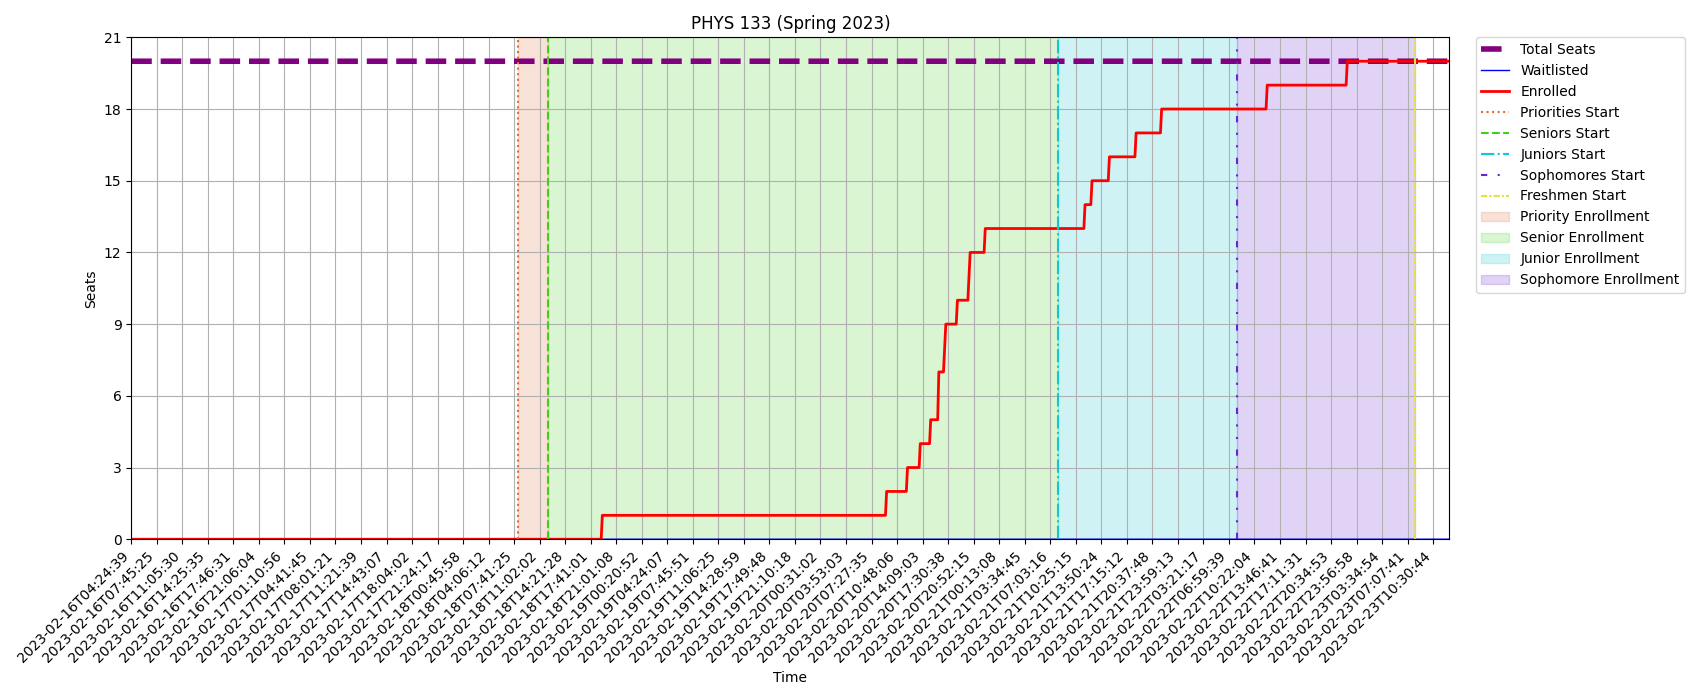 PHYS 133 (Spring 2023)
21
18
15
12
9
6
3
0
Seats
2023-02-16T04:24:39
2023-02-16T07:45:25
2023-02-16T11:05:30
2023-02-16T14:25:35
2023-02-16T17:46:31
2023-02-16T21:06:04
2023-02-17T01:10:56
2023-02-17T04:41:45
2023-02-17T08:01:21
2023-02-17T11:21:39
2023-02-17T14:43:07
2023-02-17T18:04:02
2023-02-17T21:24:17
2023-02-18T00:45:58
2023-02-18T04:06:12
2023-02-18T07:41:25
2023-02-18T11:02:02
2023-02-18T14:21:28
2023-02-18T17:41:01
2023-02-18T21:01:08
2023-02-19T00:20:52
2023-02-19T04:24:07
2023-02-19T07:45:51
2023-02-19T11:06:25
2023-02-19T14:28:59
2023-02-19T17:49:48
2023-02-19T21:10:18
2023-02-20T00:31:02
2023-02-20T03:53:03
2023-02-20T07:27:35
2023-02-20T10:48:06
2023-02-20T14:09:03
2023-02-20T17:30:38
2023-02-20T20:52:15
2023-02-21T00:13:08
2023-02-21T03:34:45
2023-02-21T07:03:16
2023-02-21T10:25:15
2023-02-21T13:50:24
2023-02-21T17:15:12
2023-02-21T20:37:48
2023-02-21T23:59:13
2023-02-22T03:21:17
2023-02-22T06:59:39
2023-02-22T10:22:04
2023-02-22T13:46:41
2023-02-22T17:11:31
2023-02-22T20:34:53
2023-02-22T23:56:58
2023-02-23T03:34:54
2023-02-23T07:07:41
2023-02-23T10:30:44
Time
Total Seats
Waitlisted
Enrolled
Priorities Start
Seniors Start
Juniors Start
Sophomores Start
Freshmen Start
Priority Enrollment
Senior Enrollment
Junior Enrollment
Sophomore Enrollment